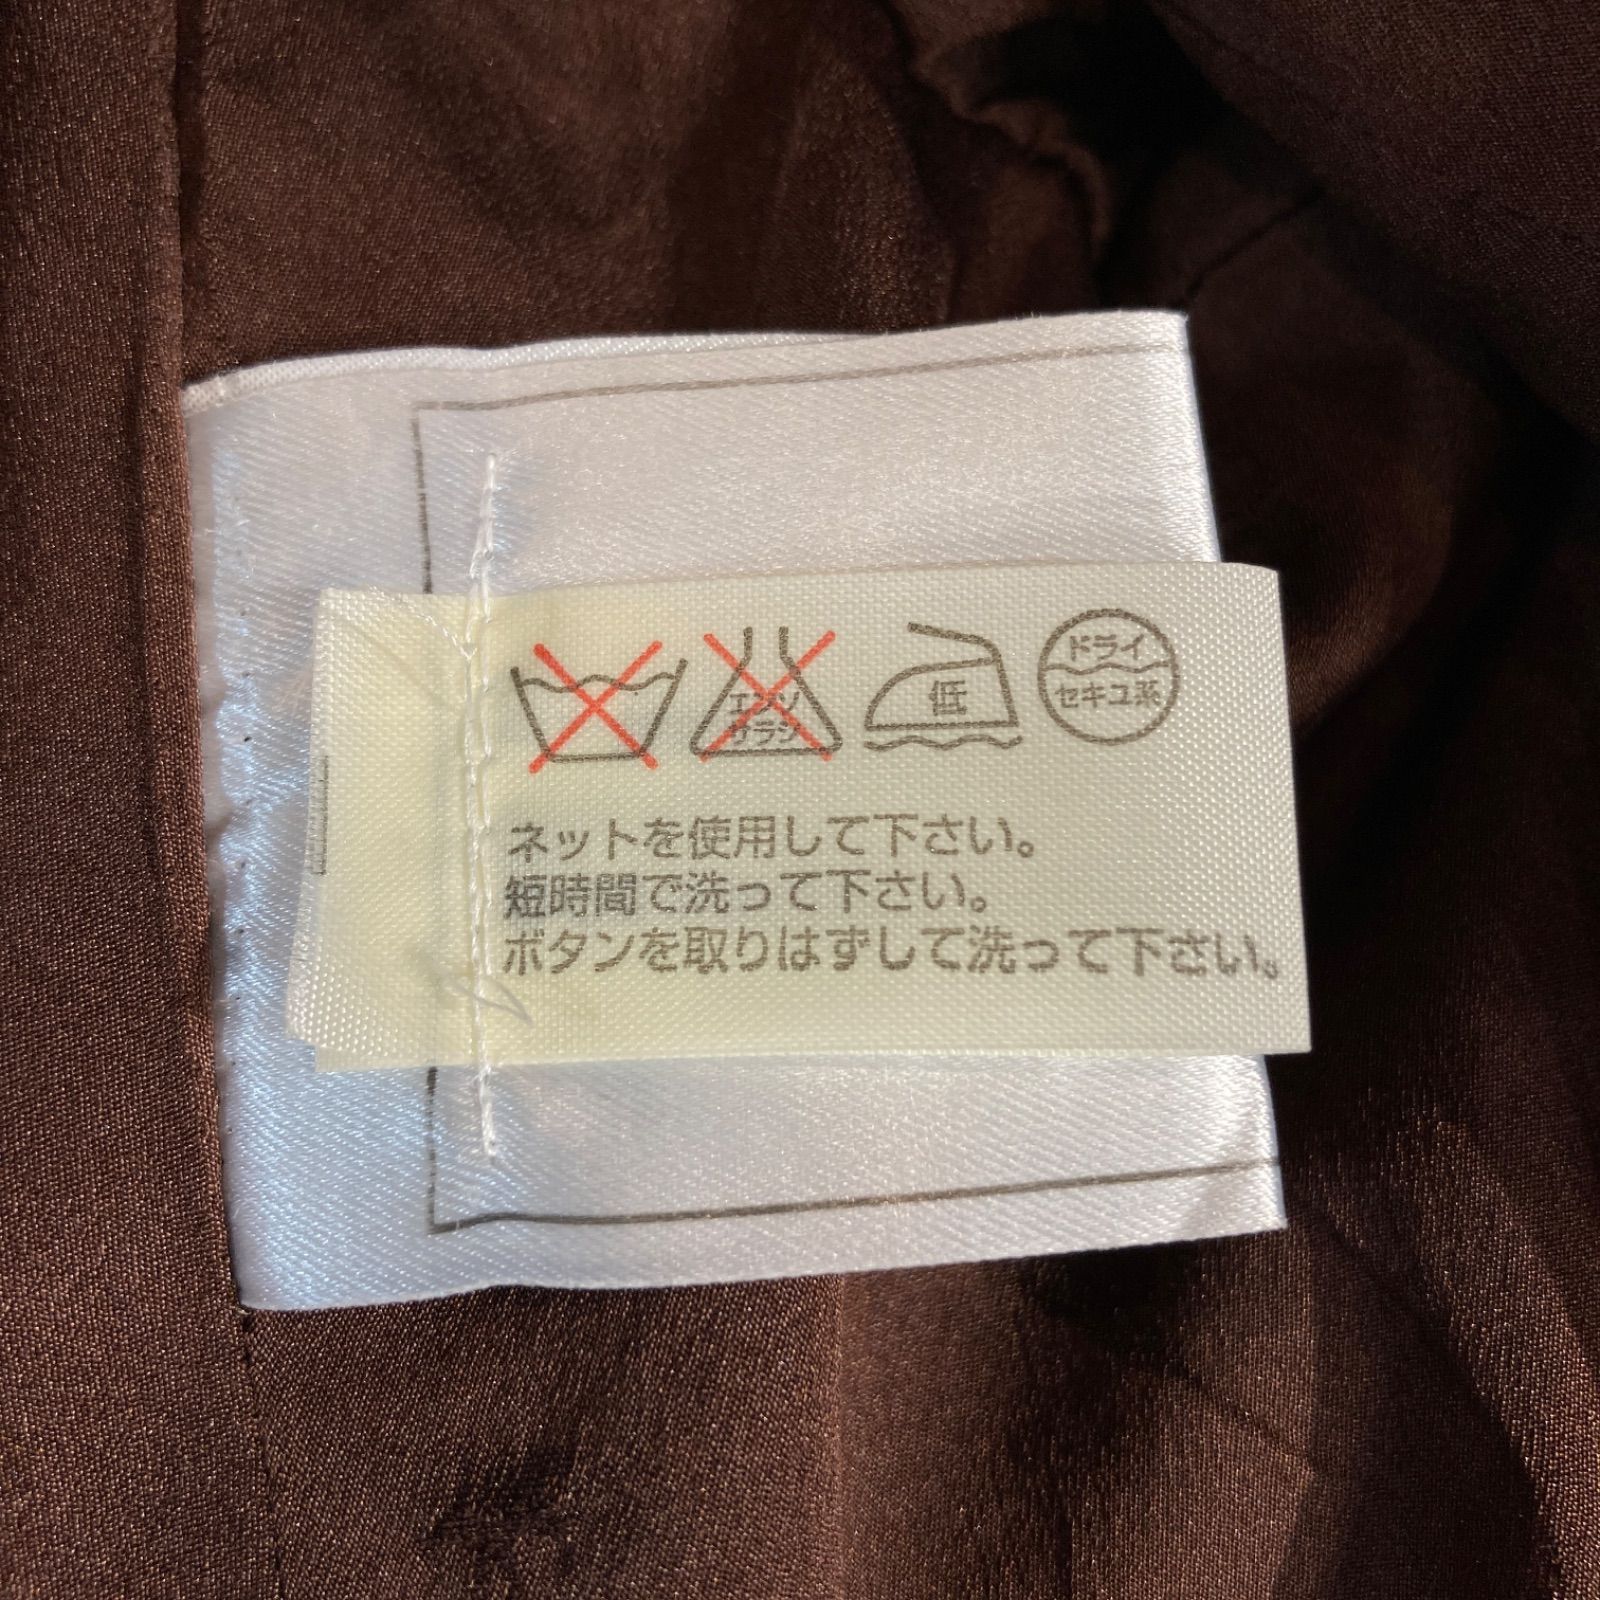 エンソ
サラシ
低
ドライ
セキユ系
ネットを使用して下さい。
短時間で洗って下さい。
ボタンを取りはずして洗って下さい。